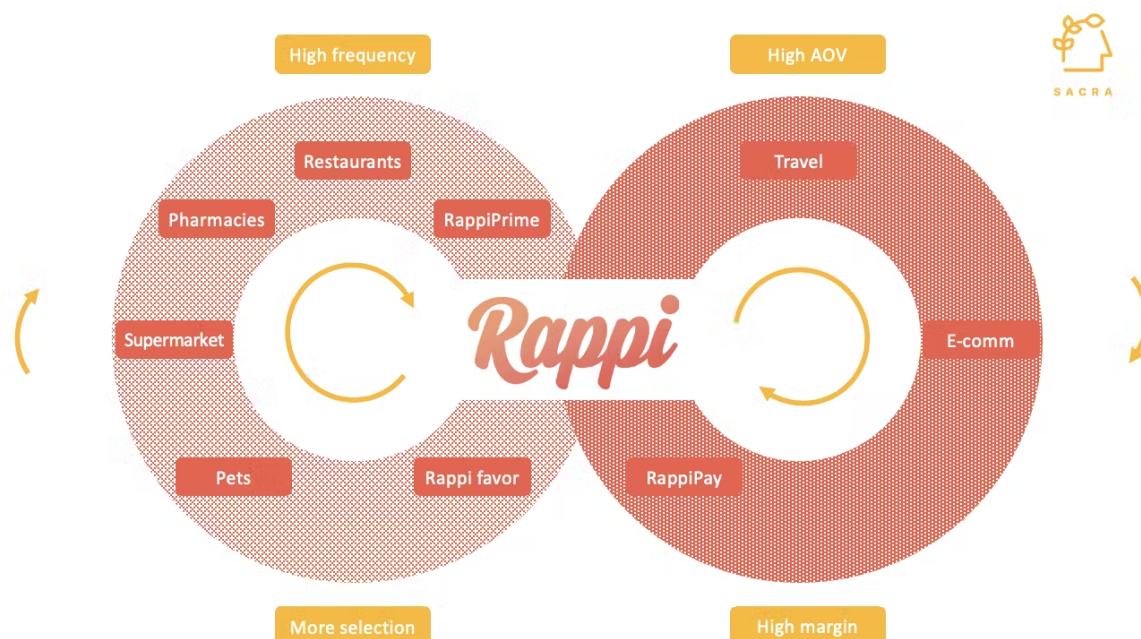 High frequency
High AOV
SACRA
Restaurants
Travel
Pharmacies
RappiPrime
Supermarket
Rappi
E-comm
Pets
Rappi favor
RappiPay
More selection
High margin